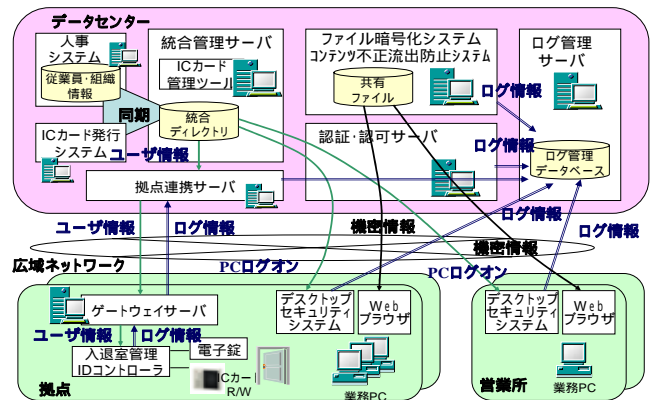 データセンター
人事
システム
従業員・組織
情報
同期
ICカード発行
システム
統合管理サーバ
ICカード
管理ツール
統合
ディレクトリ
ユーザ情報
拠点連携サーバ
ファイル暗号化システム
コンテンツ不正流出防止システム
共有
ファイル
ログ情報
認証・認可サーバ
ログ情報
ログ管理
サーバ
ログ管理
データベース
ユーザ情報
ログ情報
機密情報
ログ情報
ログ情報
機密情報
広域ネットワーク
PCログオン
PCログオン
ゲートウェイサーバ
ユーザ情報
ログ情報
入退室管理
IDコントローラ
電子錠
ICカード
R/W
拠点
デスクトップ
セキュリティ
システム
Web
ブラウザ
業務PC
デスクトップ
セキュリティ
システム
Web
ブラウザ
営業所
業務PC